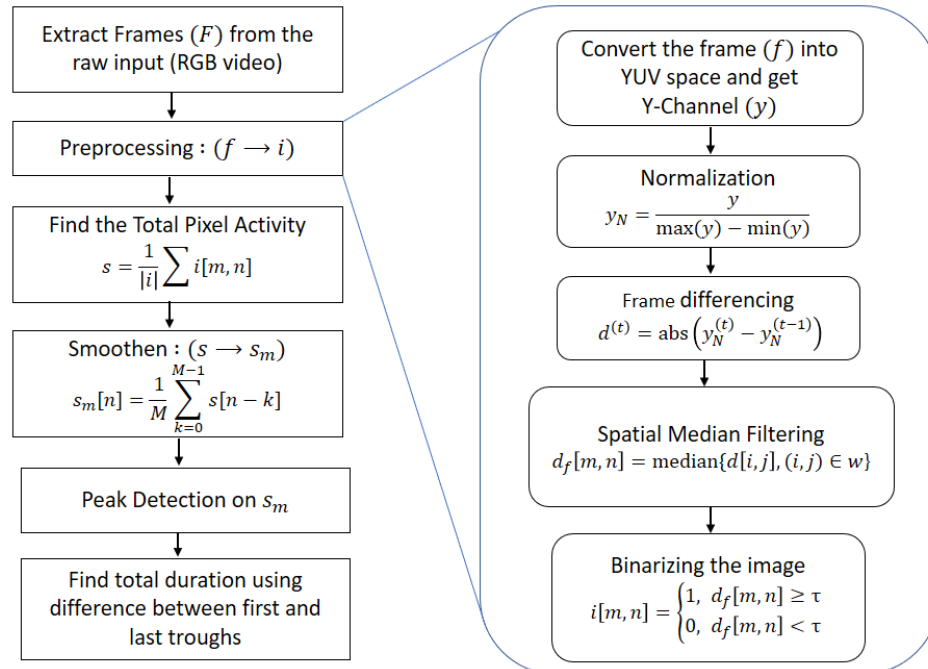 Extract Frames (F) from the
raw input (RGB video)
Preprocessing : (f → i)
Find the Total Pixel Activity
s = 1/|i| ∑ i[m, n]
Smoothen : (s → s_m)
s_m[n] = 1/M ∑_{k=0}^{M−1} s[n − k]
Peak Detection on s_m
Find total duration using
difference between first and
last troughs
Convert the frame (f) into
YUV space and get
Y-Channel (y)
Normalization
y_N = y / (max(y) − min(y))
Frame differencing
d^(t) = abs(y_N^(t) − y_N^(t−1))
Spatial Median Filtering
d_f[m, n] = median{d[i, j], (i, j) ∈ w}
Binarizing the image
i[m, n] = {1, d_f[m, n] ≥ τ
0, d_f[m, n] < τ